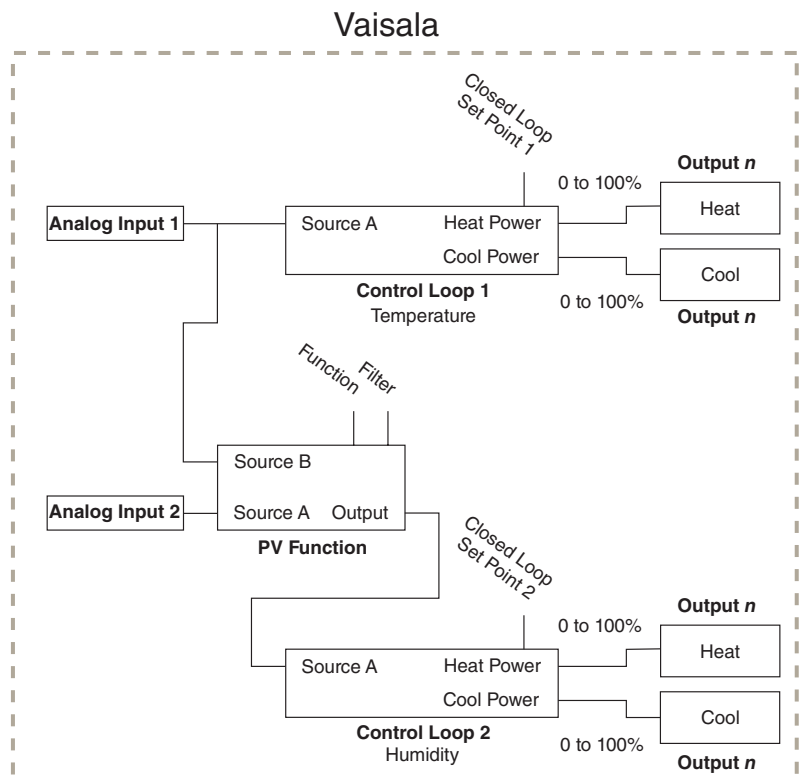 Vaisala
Closed Loop
Set Point 1
Output n
0 to 100%
Heat
Analog Input 1
Source A
Heat Power
Cool Power
Cool
Control Loop 1
Temperature
0 to 100%
Output n
Function
Filter
Source B
Analog Input 2
Source A
Output
PV Function
Closed Loop
Set Point 2
Output n
0 to 100%
Heat
Source A
Heat Power
Cool Power
Cool
Control Loop 2
Humidity
0 to 100%
Output n